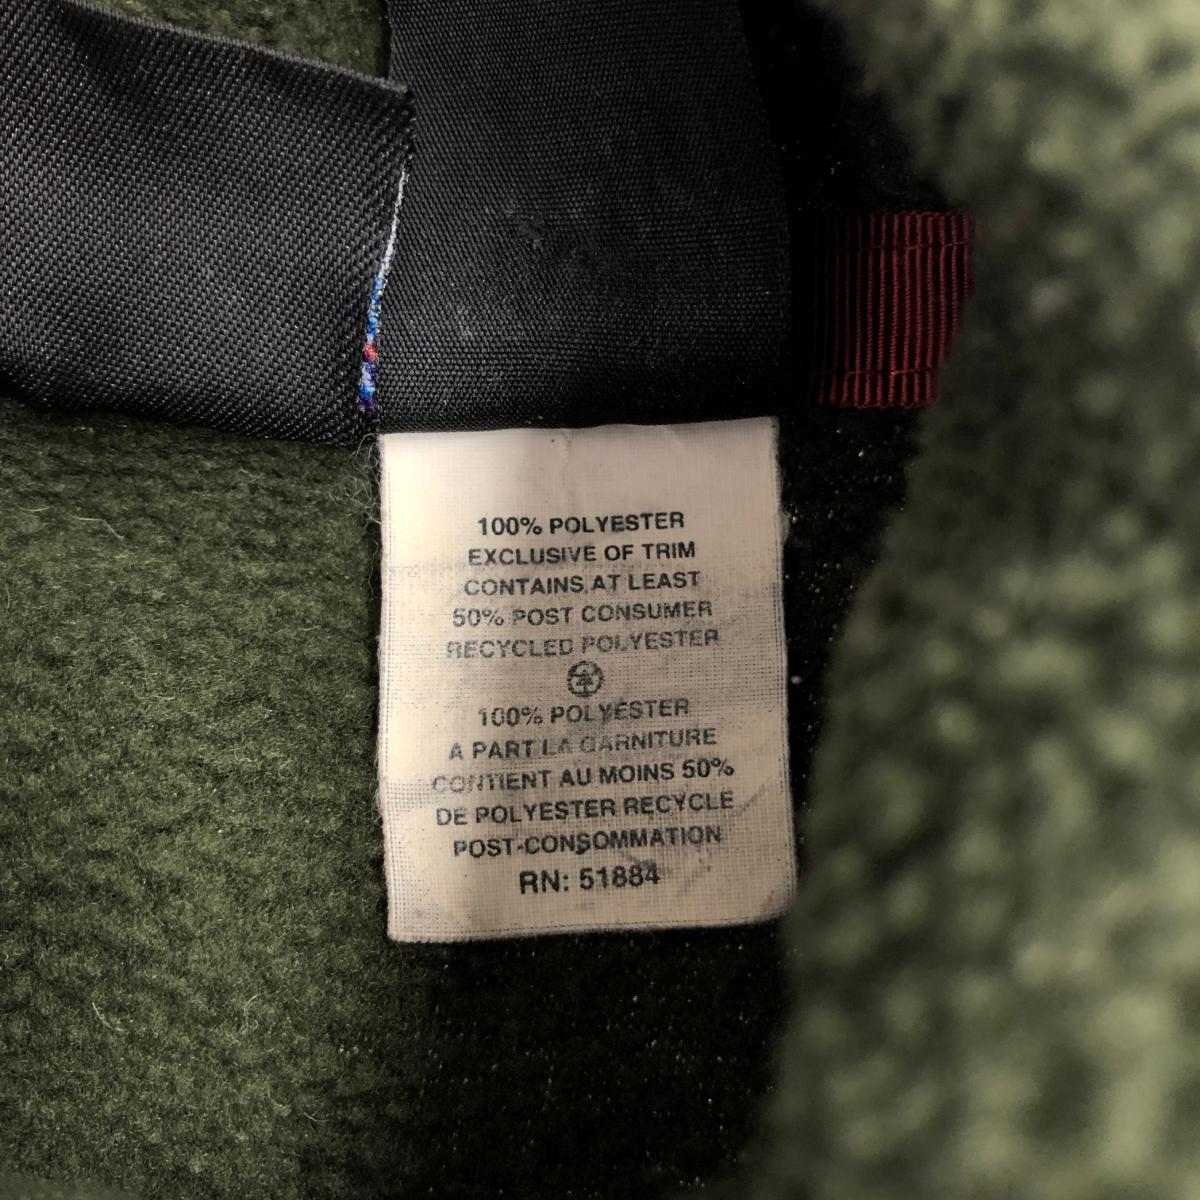 100% POLYESTER
EXCLUSIVE OF TRIM
CONTAINS AT LEAST
50% POST CONSUMER
RECYCLED POLYESTER
100% POLYESTER
A PART LA GARNITURE
CONTIENT AU MOINS 50%
DE POLYESTER RECYCLE
POST-CONSOMMATION
RN: 51884